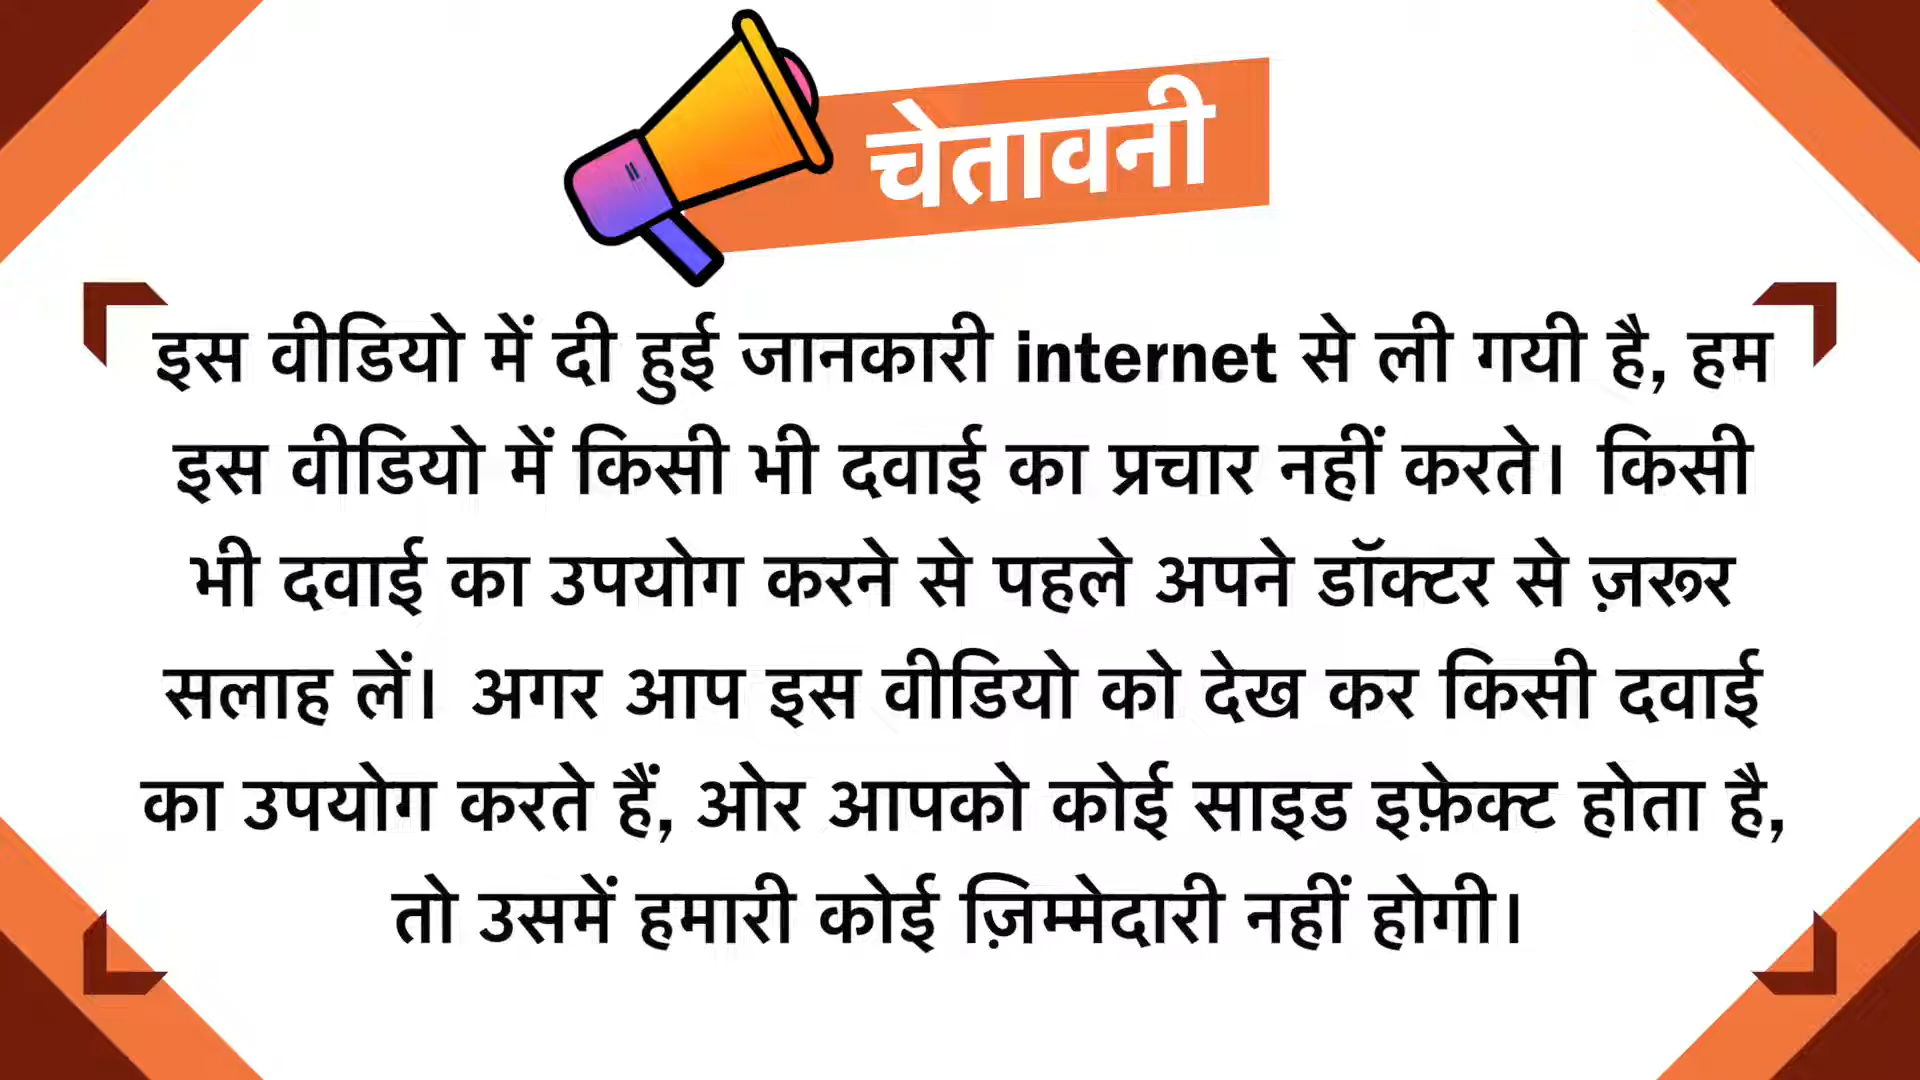 चेतावनी
इस वीडियो में दी हुई जानकारी internet से ली गयी है, हम
इस वीडियो में किसी भी दवाई का प्रचार नहीं करते। किसी
भी दवाई का उपयोग करने से पहले अपने डॉक्टर से ज़रूर
सलाह लें। अगर आप इस वीडियो को देख कर किसी दवाई
का उपयोग करते हैं, ओर आपको कोई साइड इफ़ेक्ट होता है,
तो उसमें हमारी कोई ज़िम्मेदारी नहीं होगी।